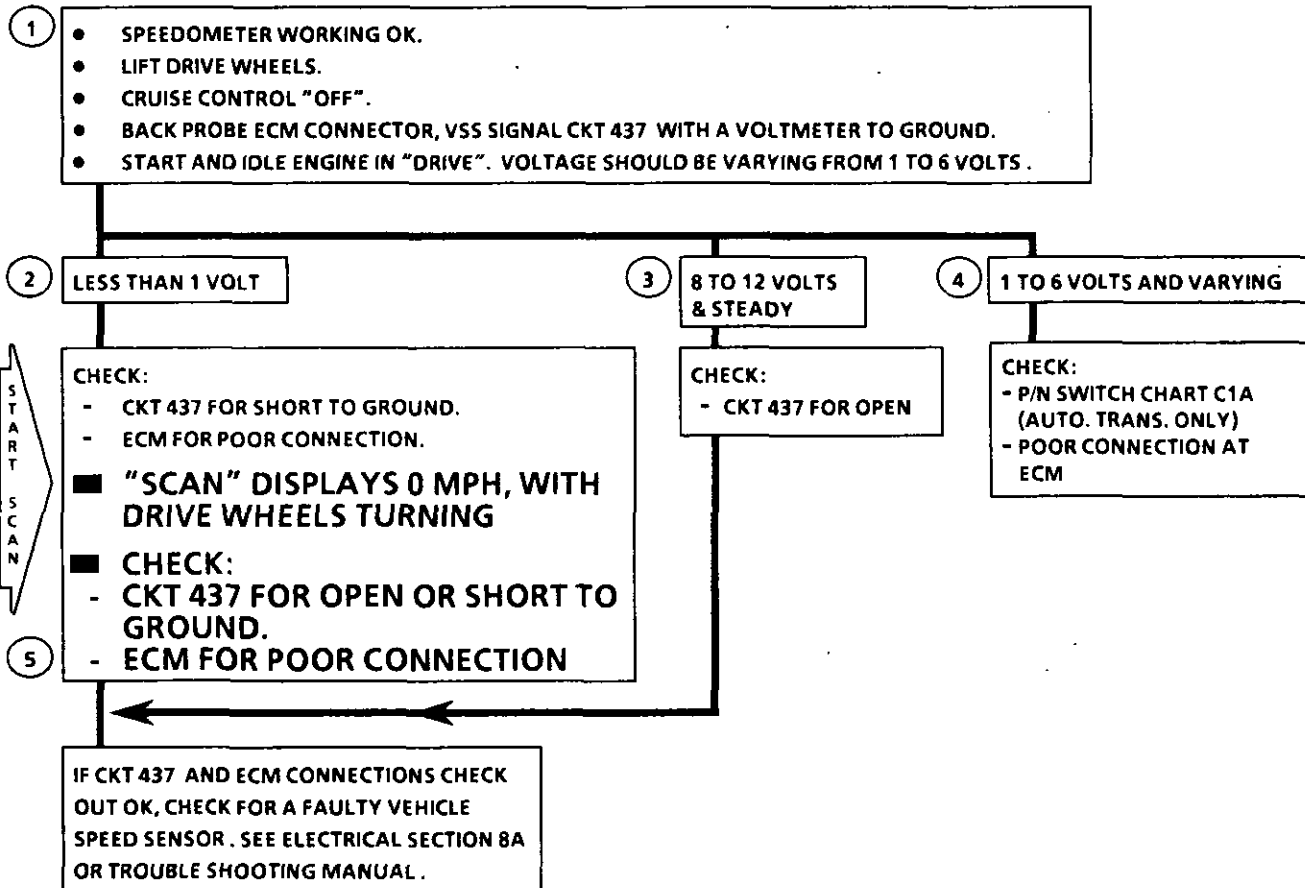 1
• SPEEDOMETER WORKING OK.
• LIFT DRIVE WHEELS.
• CRUISE CONTROL "OFF".
• BACK PROBE ECM CONNECTOR, VSS SIGNAL CKT 437 WITH A VOLTMETER TO GROUND.
• START AND IDLE ENGINE IN "DRIVE". VOLTAGE SHOULD BE VARYING FROM 1 TO 6 VOLTS.
2
LESS THAN 1 VOLT
3
8 TO 12 VOLTS
& STEADY
4
1 TO 6 VOLTS AND VARYING
START SCAN
CHECK:
- CKT 437 FOR SHORT TO GROUND.
- ECM FOR POOR CONNECTION.
■ "SCAN" DISPLAYS 0 MPH, WITH
DRIVE WHEELS TURNING
■ CHECK:
- CKT 437 FOR OPEN OR SHORT TO
GROUND.
5
- ECM FOR POOR CONNECTION
CHECK:
- CKT 437 FOR OPEN
CHECK:
- P/N SWITCH CHART C1A
(AUTO. TRANS. ONLY)
- POOR CONNECTION AT
ECM
IF CKT 437 AND ECM CONNECTIONS CHECK
OUT OK, CHECK FOR A FAULTY VEHICLE
SPEED SENSOR. SEE ELECTRICAL SECTION 8A
OR TROUBLE SHOOTING MANUAL.